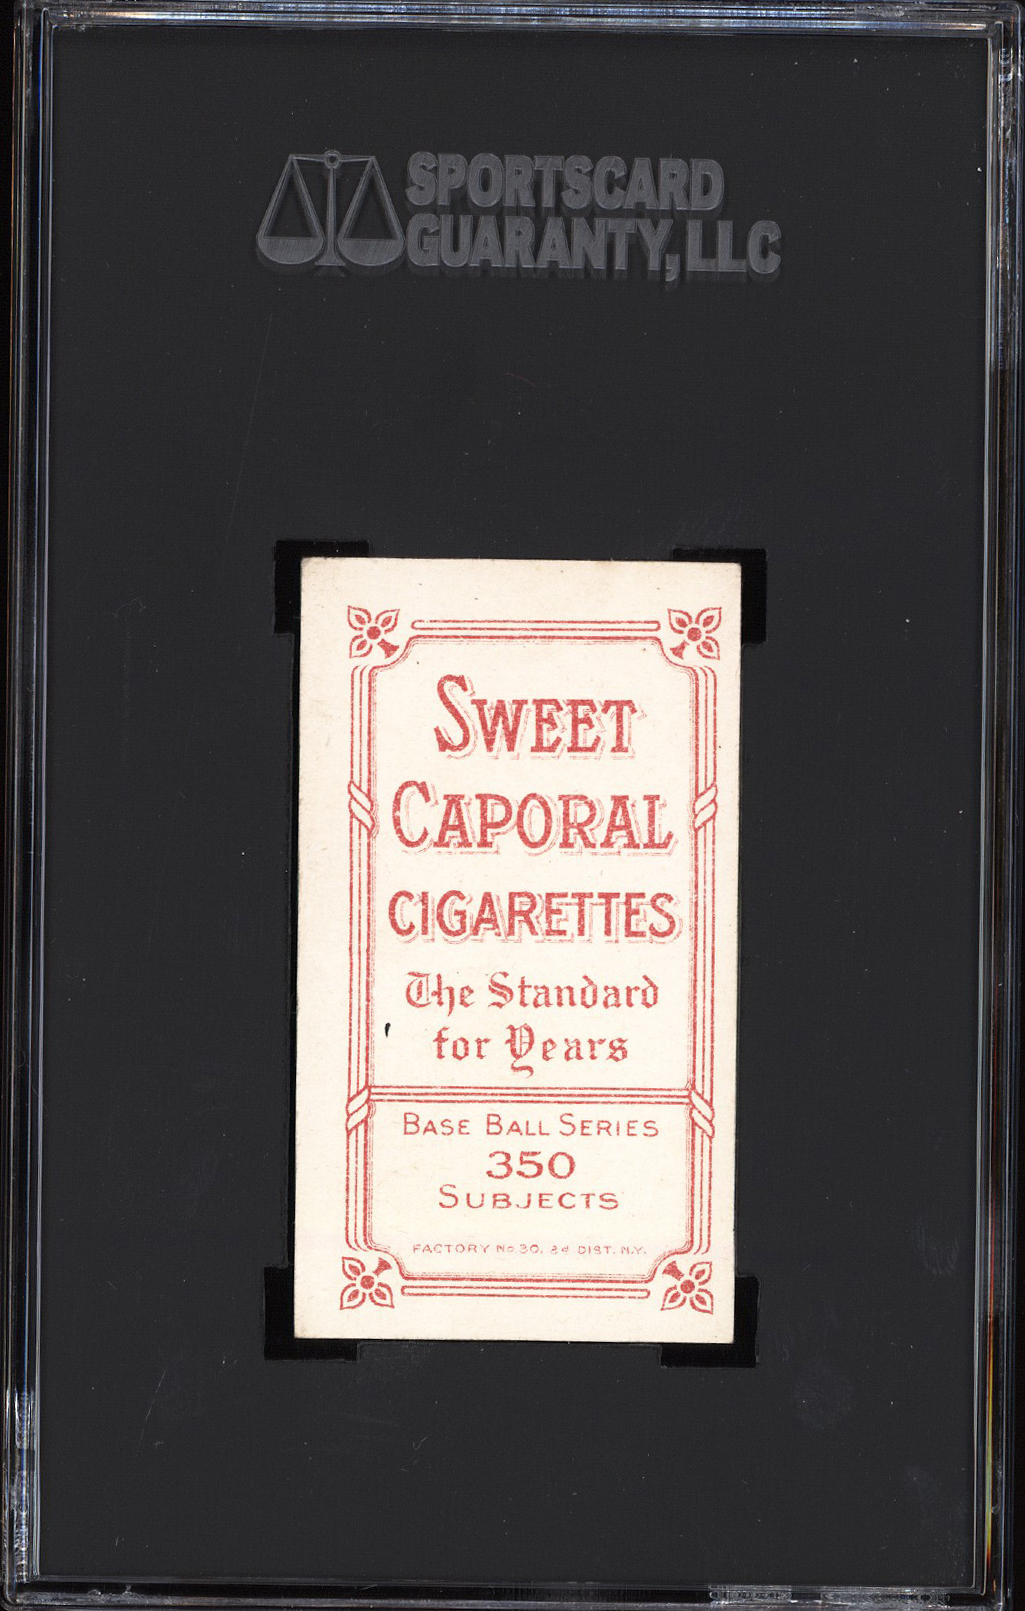 SPORTSCARD
GUARANTY, LLC
SWEET
CAPORAL
CIGARETTES
The Standard
for Years
BASE BALL SERIES
350
SUBJECTS
FACTORY No 30, 2d DIST. N.Y.